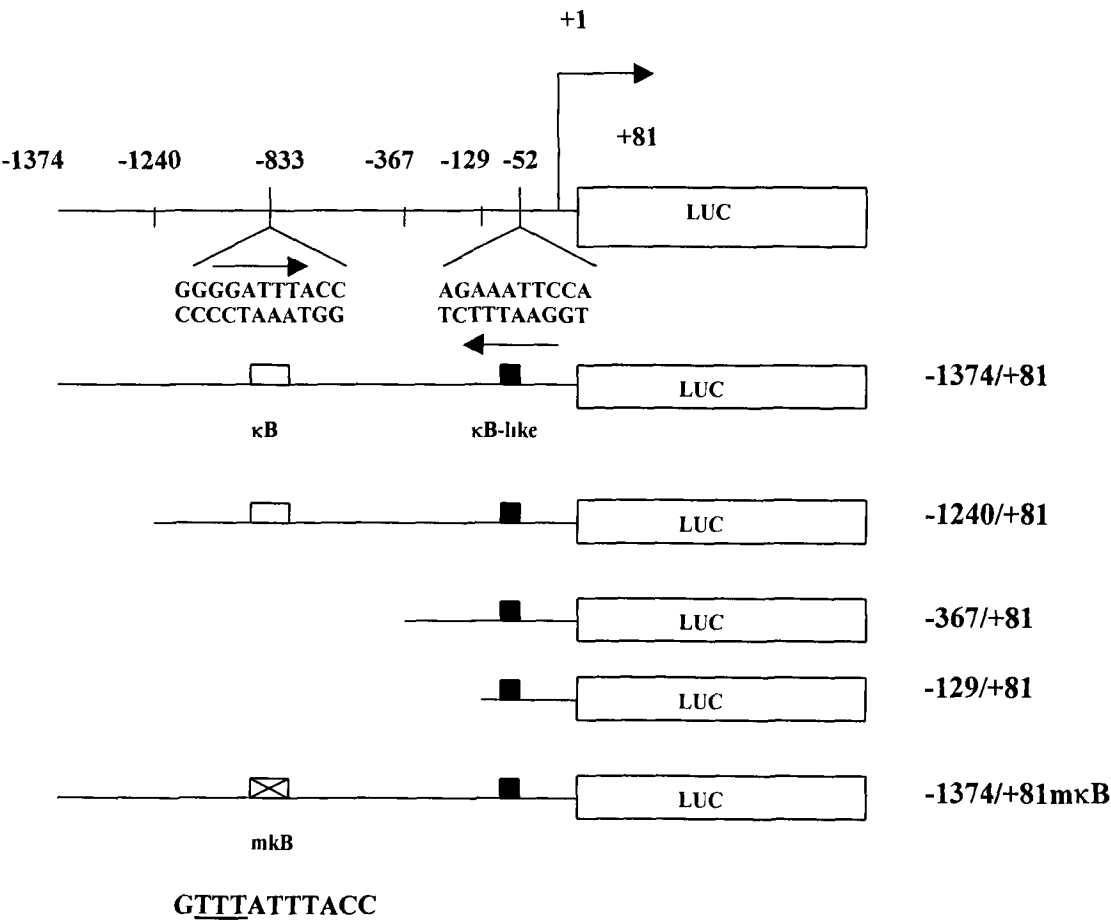 +1
+81
-1374 -1240 -833 -367 -129 -52
LUC
GGGGATTTACC AGAAATTCCA
CCCCTAAATGG TCTTTAAGGT
LUC -1374/+81
κB κB-like
LUC -1240/+81
LUC -367/+81
LUC -129/+81
LUC -1374/+81mκB
mkB
GTTTATTTACC